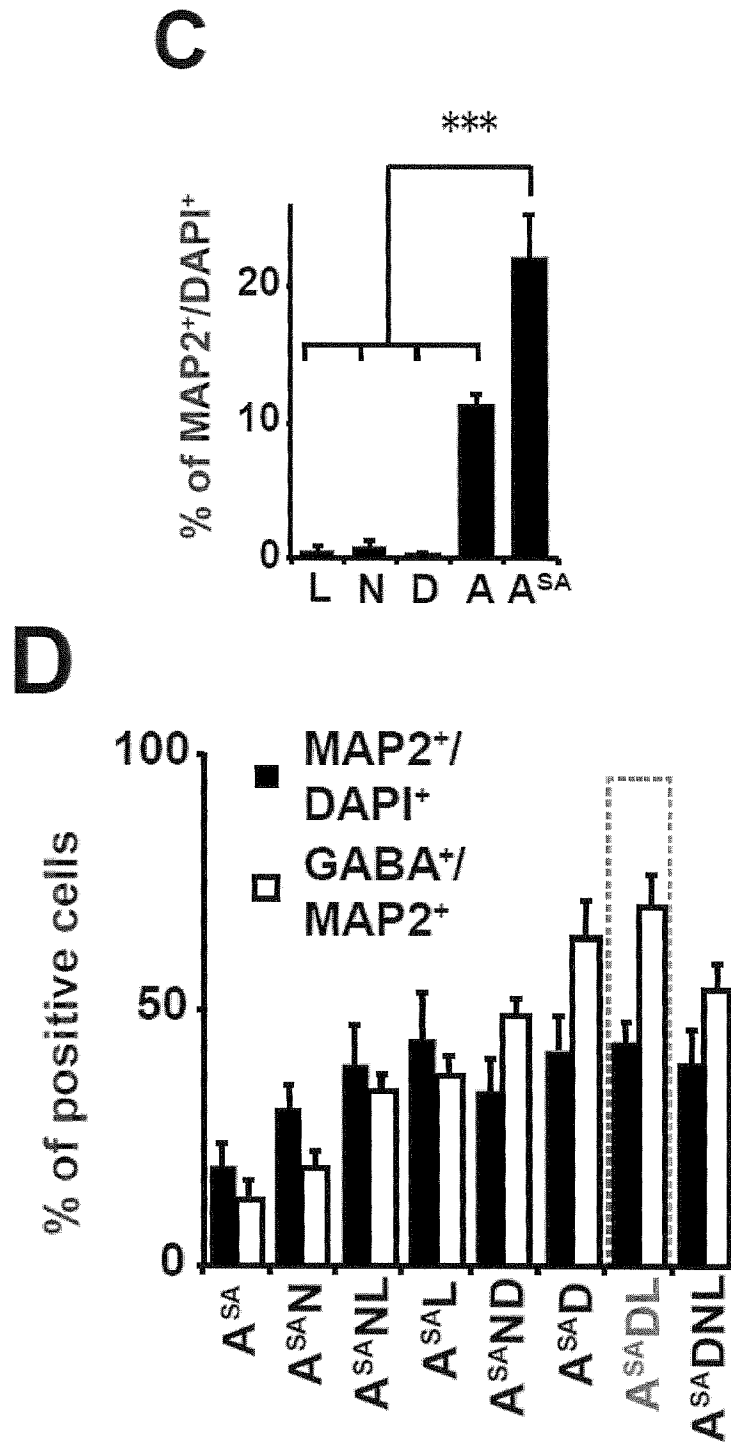 C
***
% of MAP2⁺/DAPI⁺
20
10
0
L N D A Aˢᴬ
D
% of positive cells
100
50
0
MAP2⁺/
DAPI⁺
GABA⁺/
MAP2⁺
Aˢᴬ
AˢᴬN
AˢᴬNL
AˢᴬL
AˢᴬND
AˢᴬD
AˢᴬDL
AˢᴬDNL